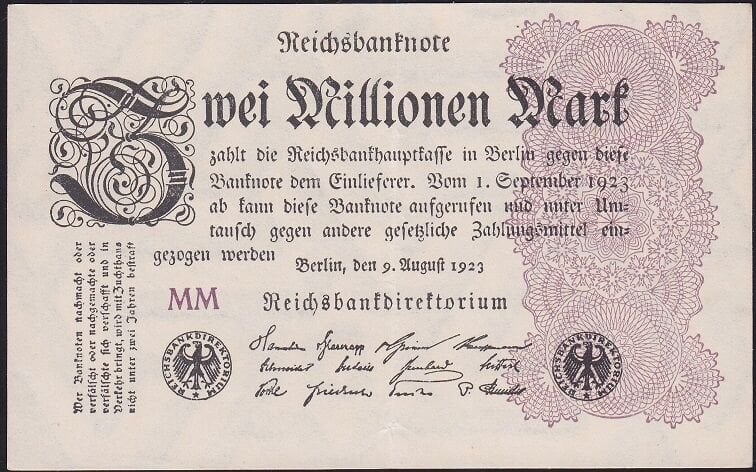 Reichsbanknote
Zwei Millionen Mark
zahlt die Reichsbankhauptkasse in Berlin gegen diese
Banknote dem Einlieferer. Vom 1. September 1923
ab kann diese Banknote aufgerufen und unter Um=
tausch gegen andere gesetzliche Zahlungsmittel ein=
gezogen werden
Berlin, den 9. August 1923
MM
Reichsbankdirektorium
Wer Banknoten nachmacht oder
verfälscht oder nachgemachte oder
verfälschte sich verschafft und in
Verkehr bringt, wird mit Zuchthaus
nicht unter zwei Jahren bestraft
REICHSBANKDIREKTORIUM
REICHSBANKDIREKTORIUM